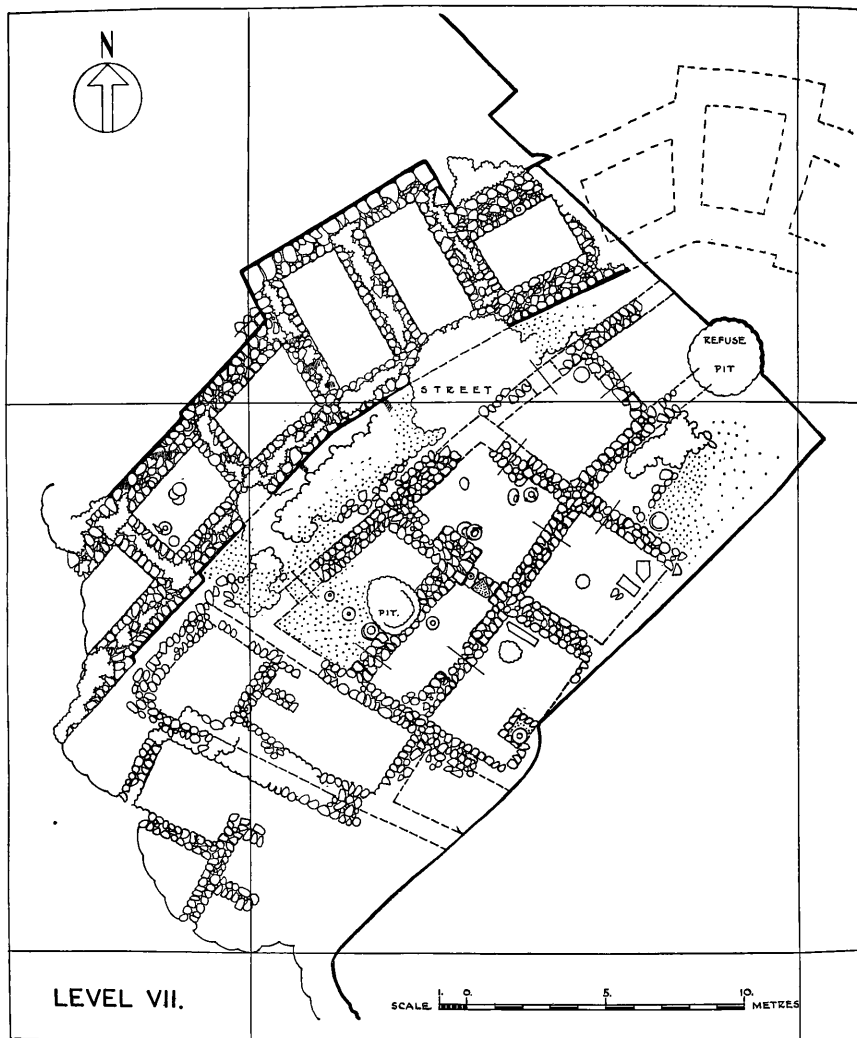 N
REFUSE
PIT
STREET
PIT.
LEVEL VII.
1. 0. 5. 10.
SCALE METRES